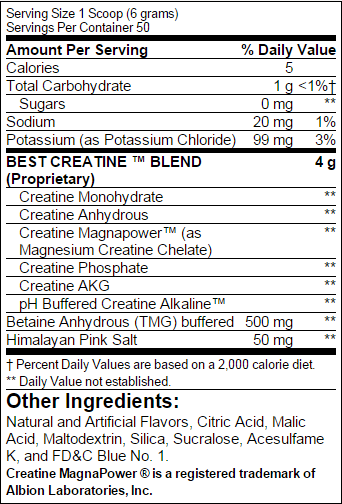 Serving Size 1 Scoop (6 grams)
Servings Per Container 50
Amount Per Serving % Daily Value
Calories 5
Total Carbohydrate 1 g <1%†
Sugars 0 mg **
Sodium 20 mg 1%
Potassium (as Potassium Chloride) 99 mg 3%
BEST CREATINE ™ BLEND 4 g
(Proprietary)
Creatine Monohydrate **
Creatine Anhydrous **
Creatine Magnapower™ (as **
Magnesium Creatine Chelate)
Creatine Phosphate **
Creatine AKG **
pH Buffered Creatine Alkaline™ **
Betaine Anhydrous (TMG) buffered 500 mg **
Himalayan Pink Salt 50 mg **
† Percent Daily Values are based on a 2,000 calorie diet.
** Daily Value not established.
Other Ingredients:
Natural and Artificial Flavors, Citric Acid, Malic
Acid, Maltodextrin, Silica, Sucralose, Acesulfame
K, and FD&C Blue No. 1.
Creatine MagnaPower ® is a registered trademark of
Albion Laboratories, Inc.